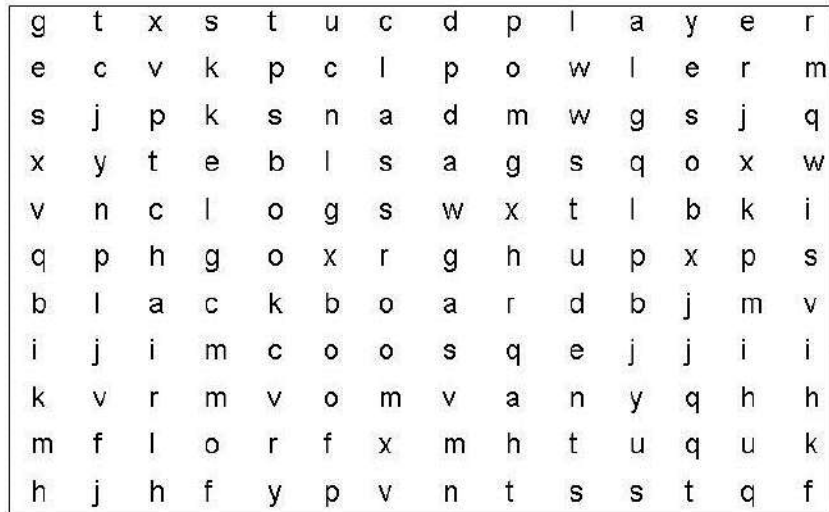 g t x s t u c d p l a y e r
e c v k p c l p o w l e r m
s j p k s n a d m w g s j q
x y t e b l s a g s q o x w
v n c l o g s w x t l b k i
q p h g o x r g h u p x p s
b l a c k b o a r d b j m v
i j i m c o o s q e j j i i
k v r m v o m v a n y q h h
m f l o r f x m h t u q u k
h j h f y p v n t s s t q f